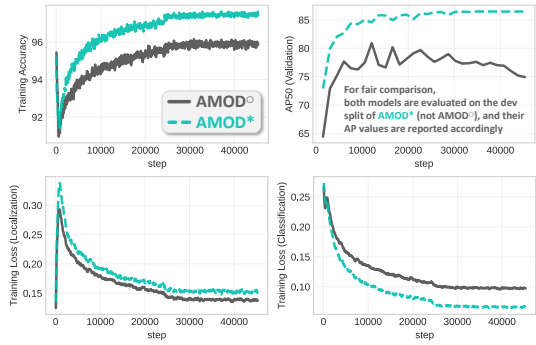 96
94
92
Training Accuracy
0
10000
20000
30000
40000
step
AMOD○
AMOD*
85
80
75
70
65
AP50 (Validation)
0
10000
20000
30000
40000
step
For fair comparison,
both models are evaluated on the dev
split of AMOD* (not AMOD○), and their
AP values are reported accordingly
0.30
0.25
0.20
0.15
Training Loss (Localization)
0
10000
20000
30000
40000
step
0.25
0.20
0.15
0.10
Training Loss (Classification)
0
10000
20000
30000
40000
step